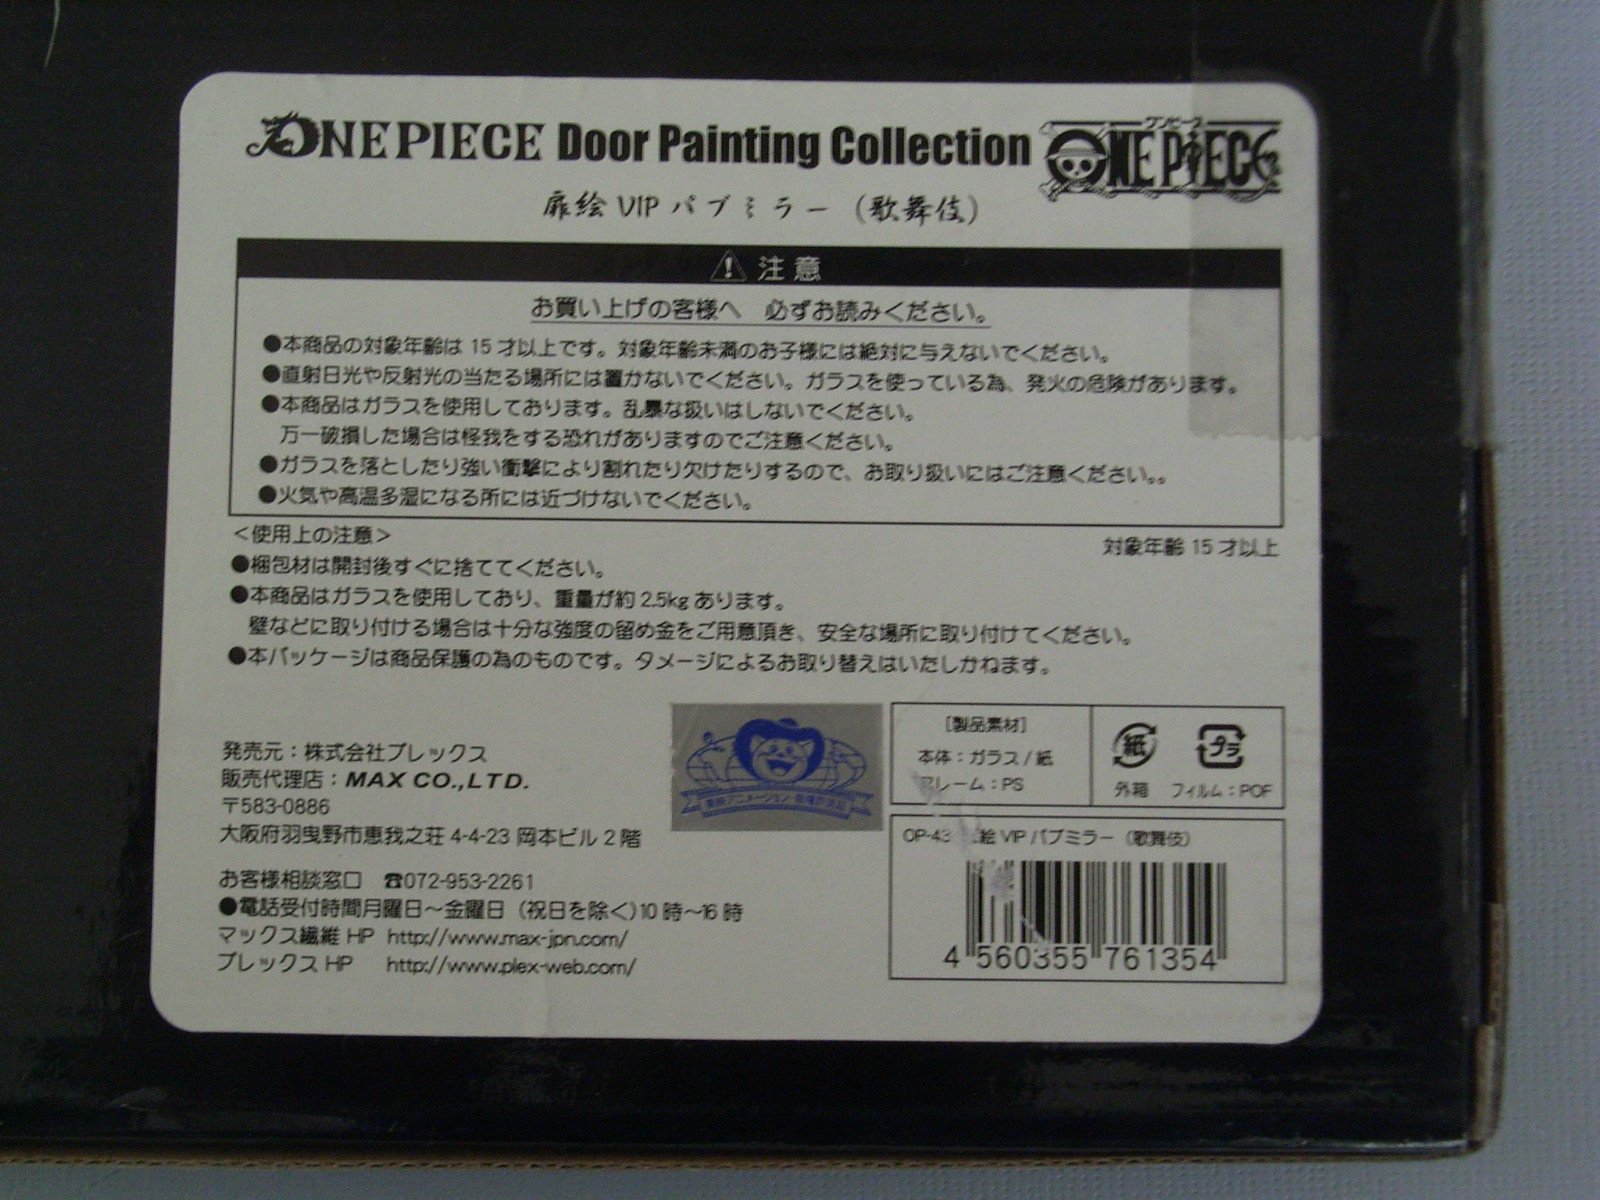 ONE PIECE Door Painting Collection
ワンピース
ONE PIECE
扉絵 VIP パブミラー（歌舞伎）
注意
お買い上げの客様へ　必ずお読みください。
●本商品の対象年齢は 15 才以上です。対象年齢未満のお子様には絶対に与えないでください。
●直射日光や反射光の当たる場所には置かないでください。ガラスを使っている為、発火の危険があります。
●本商品はガラスを使用しております。乱暴な扱いはしないでください。
万一破損した場合は怪我をする恐れがありますのでご注意ください。
●ガラスを落としたり強い衝撃により割れたり欠けたりするので、お取り扱いにはご注意ください。。
●火気や高温多湿になる所には近づけないでください。
＜使用上の注意＞
対象年齢 15 才以上
●梱包材は開封後すぐに捨ててください。
●本商品はガラスを使用しており、重量が約 2.5kg あります。
壁などに取り付ける場合は十分な強度の留め金をご用意頂き、安全な場所に取り付けてください。
●本パッケージは商品保護の為のものです。ダメージによるお取り替えはいたしかねます。
発売元：株式会社プレックス
販売代理店：MAX CO.,LTD.
〒583-0886
大阪府羽曳野市恵我之荘 4-4-23 岡本ビル 2 階
お客様相談窓口　☎072-953-2261
●電話受付時間月曜日～金曜日（祝日を除く）10 時～16 時
マックス繊維 HP　http://www.max-jpn.com/
プレックス HP　http://www.plex-web.com/
東映アニメーション
［製品素材］
本体：ガラス / 紙
レーム：PS
紙
外箱
プラ
フィルム：POF
OP-43 絵 VIP パブミラー（歌舞伎）
4 560355 761354